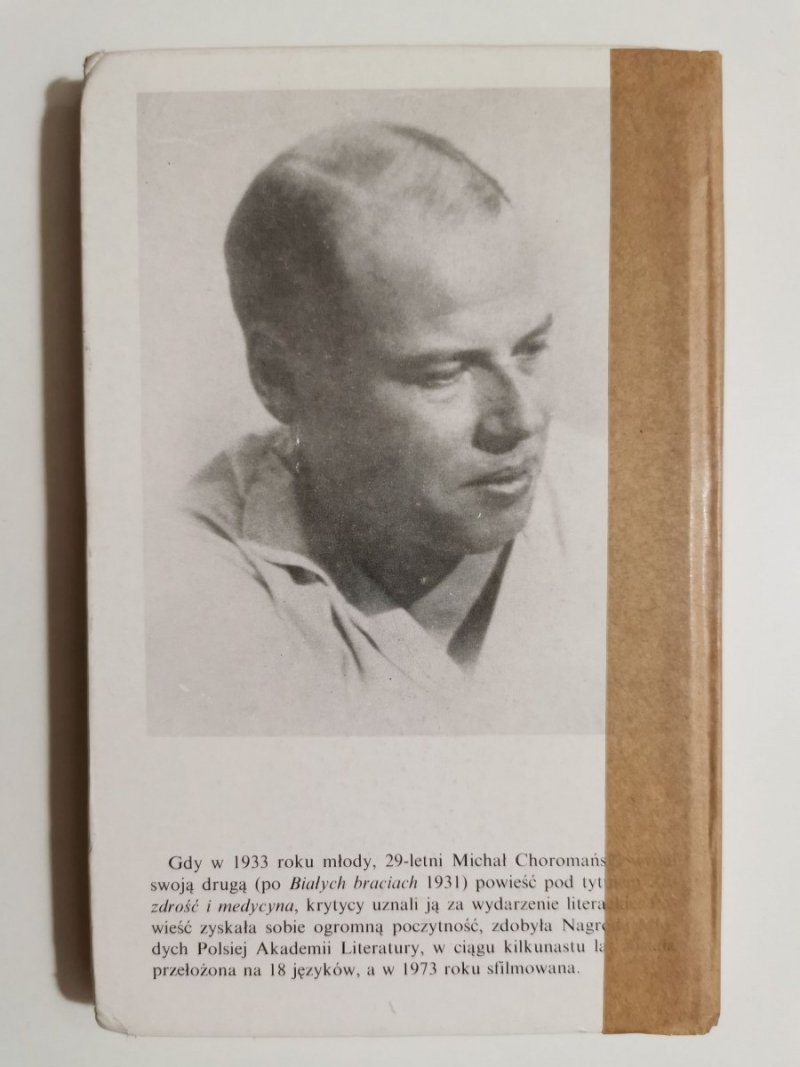 Gdy w 1933 roku młody, 29-letni Michał Choromańs
swoją drugą (po Białych braciach 1931) powieść pod tytu
zdrość i medycyna, krytycy uznali ją za wydarzenie litera
wieść zyskała sobie ogromną poczytność, zdobyła Nagro
dych Polsiej Akademii Literatury, w ciągu kilkunastu la
przełożona na 18 języków, a w 1973 roku sfilmowana.